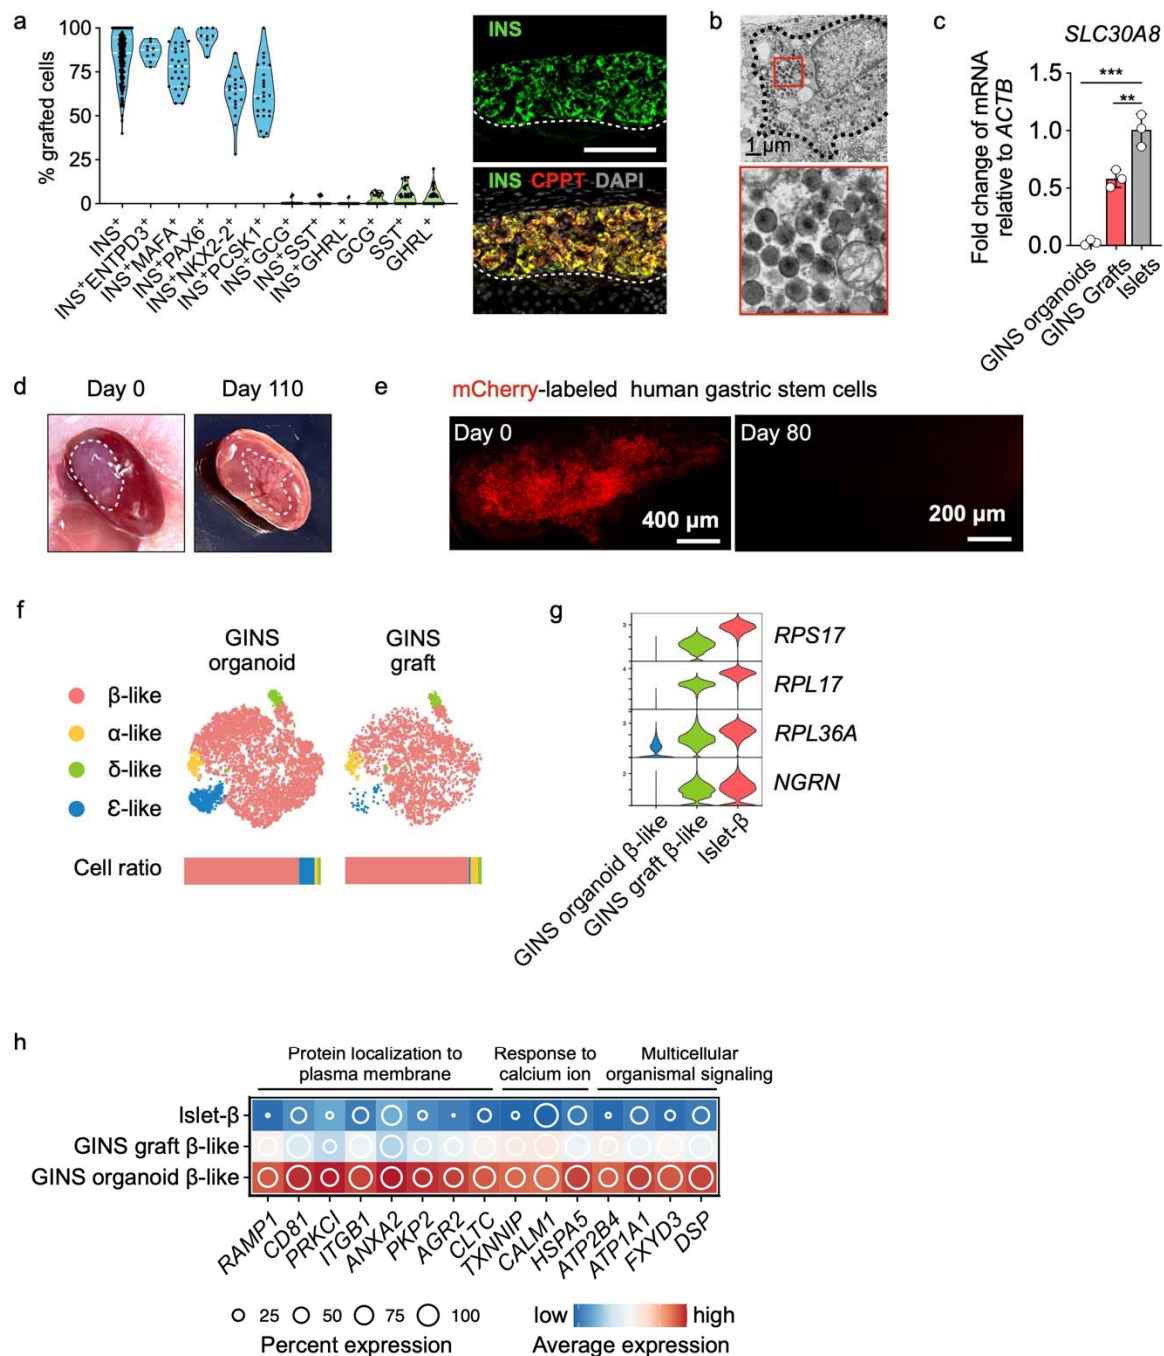 a
100
75
50
25
0
% grafted cells
INS⁺
INS⁺ENTPD3⁺
INS⁺MAFA⁺
INS⁺PAX6⁺
INS⁺NKX2-2⁺
INS⁺PCSK1⁺
INS⁺GCG⁺
INS⁺SST⁺
INS⁺GHRL⁺
GCG⁺
SST⁺
GHRL⁺
INS
INS CPPT DAPI
b
1 μm
c
SLC30A8
Fold change of mRNA
relative to ACTB
1.5
1.0
0.5
0.0
***
**
GINS organoids
GINS Grafts
Islets
d
Day 0
Day 110
e
mCherry-labeled human gastric stem cells
Day 0
400 μm
Day 80
200 μm
f
GINS
organoid
GINS
graft
β-like
α-like
δ-like
Ɛ-like
Cell ratio
g
3
RPS17
4
RPL17
3
RPL36A
2
NGRN
GINS organoid β-like
GINS graft β-like
Islet-β
h
Protein localization to
plasma membrane
Response to
calcium ion
Multicellular
organismal signaling
Islet-β
GINS graft β-like
GINS organoid β-like
RAMP1
CD81
PRKCI
ITGB1
ANXA2
PKP2
AGR2
CLTC
TXNNIP
CALM1
HSPA5
ATP2B4
ATP1A1
FXYD3
DSP
25 50 75 100
Percent expression
low high
Average expression